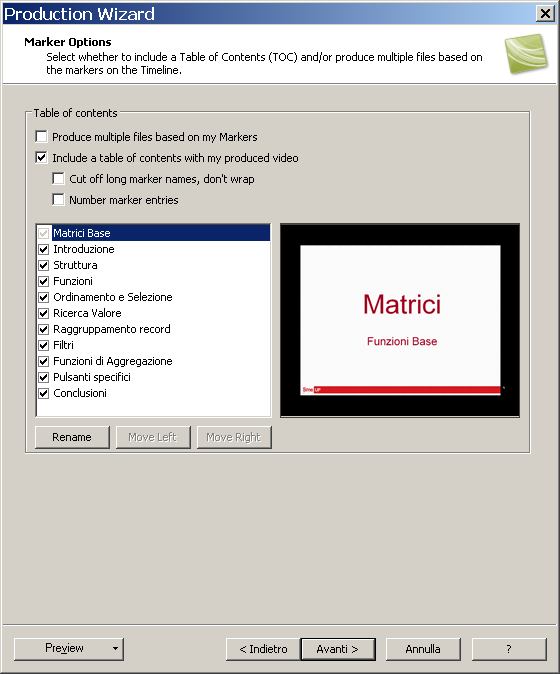 Production Wizard
Marker Options
Select whether to include a Table of Contents (TOC) and/or produce multiple files based on
the markers on the Timeline.
Table of contents
Produce multiple files based on my Markers
Include a table of contents with my produced video
Cut off long marker names, don't wrap
Number marker entries
Matrici Base
Introduzione
Struttura
Funzioni
Ordinamento e Selezione
Ricerca Valore
Raggruppamento record
Filtri
Funzioni di Aggregazione
Pulsanti specifici
Conclusioni
Matrici
Funzioni Base
Rename
Move Left
Move Right
Preview
< Indietro
Avanti >
Annulla
?